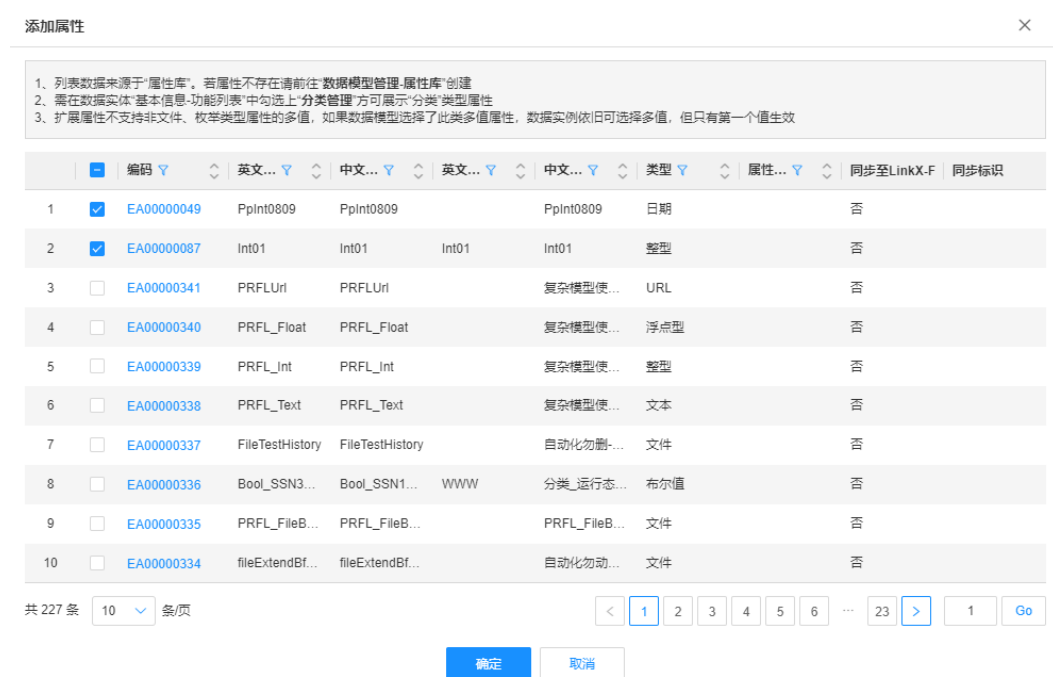 添加属性
1、列表数据来源于“属性库”。若属性不存在请前往“数据模型管理-属性库”创建
2、需在数据实体“基本信息-功能列表”中勾选上“分类管理”方可展示“分类”类型属性
3、扩展属性不支持非文件、枚举类型属性的多值，如果数据模型选择了此类多值属性，数据实例依旧可选择多值，但只有第一个值生效
编码 英文... 中文... 英文... 中文... 类型 属性... 同步至LinkX-F 同步标识
1 EA00000049 PpInt0809 PpInt0809 PpInt0809 日期 否
2 EA00000087 Int01 Int01 Int01 Int01 整型 否
3 EA00000341 PRFLUrl PRFLUrl 复杂模型使... URL 否
4 EA00000340 PRFL_Float PRFL_Float 复杂模型使... 浮点型 否
5 EA00000339 PRFL_Int PRFL_Int 复杂模型使... 整型 否
6 EA00000338 PRFL_Text PRFL_Text 复杂模型使... 文本 否
7 EA00000337 FileTestHistory FileTestHistory 自动化勿删-... 文件 否
8 EA00000336 Bool_SSN3... Bool_SSN1... WWW 分类_运行态... 布尔值 否
9 EA00000335 PRFL_FileB... PRFL_FileB... PRFL_FileB... 文件 否
10 EA00000334 fileExtendBf... fileExtendBf... 自动化勿动... 文件 否
共 227 条 10 条/页 1 2 3 4 5 6 ... 23 1 Go
确定 取消